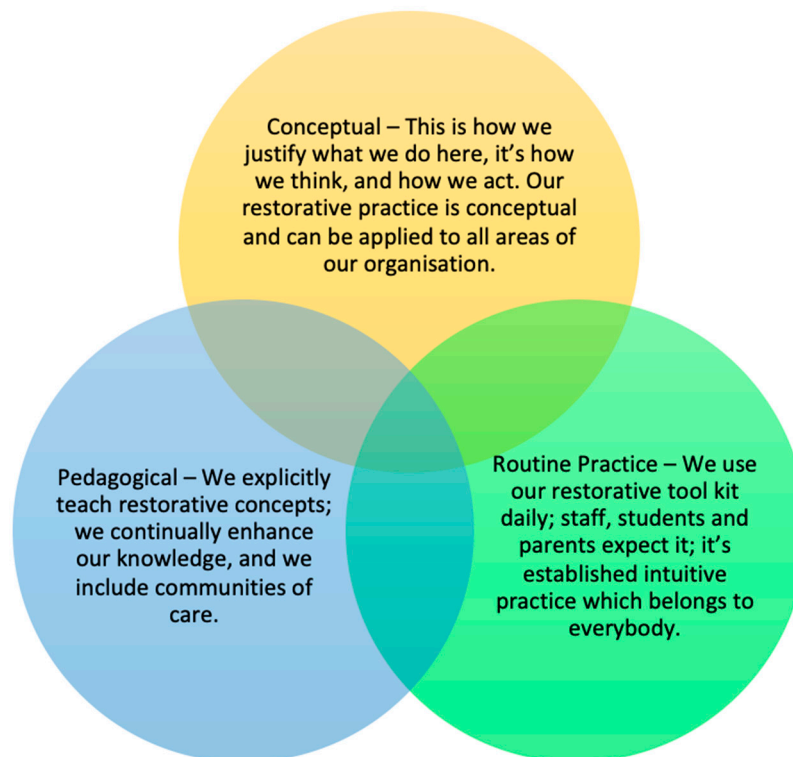 Conceptual – This is how we
justify what we do here, it's how
we think, and how we act. Our
restorative practice is conceptual
and can be applied to all areas of
our organisation.
Pedagogical – We explicitly
teach restorative concepts;
we continually enhance
our knowledge, and we
include communities of
care.
Routine Practice – We use
our restorative tool kit
daily; staff, students and
parents expect it; it's
established intuitive
practice which belongs to
everybody.